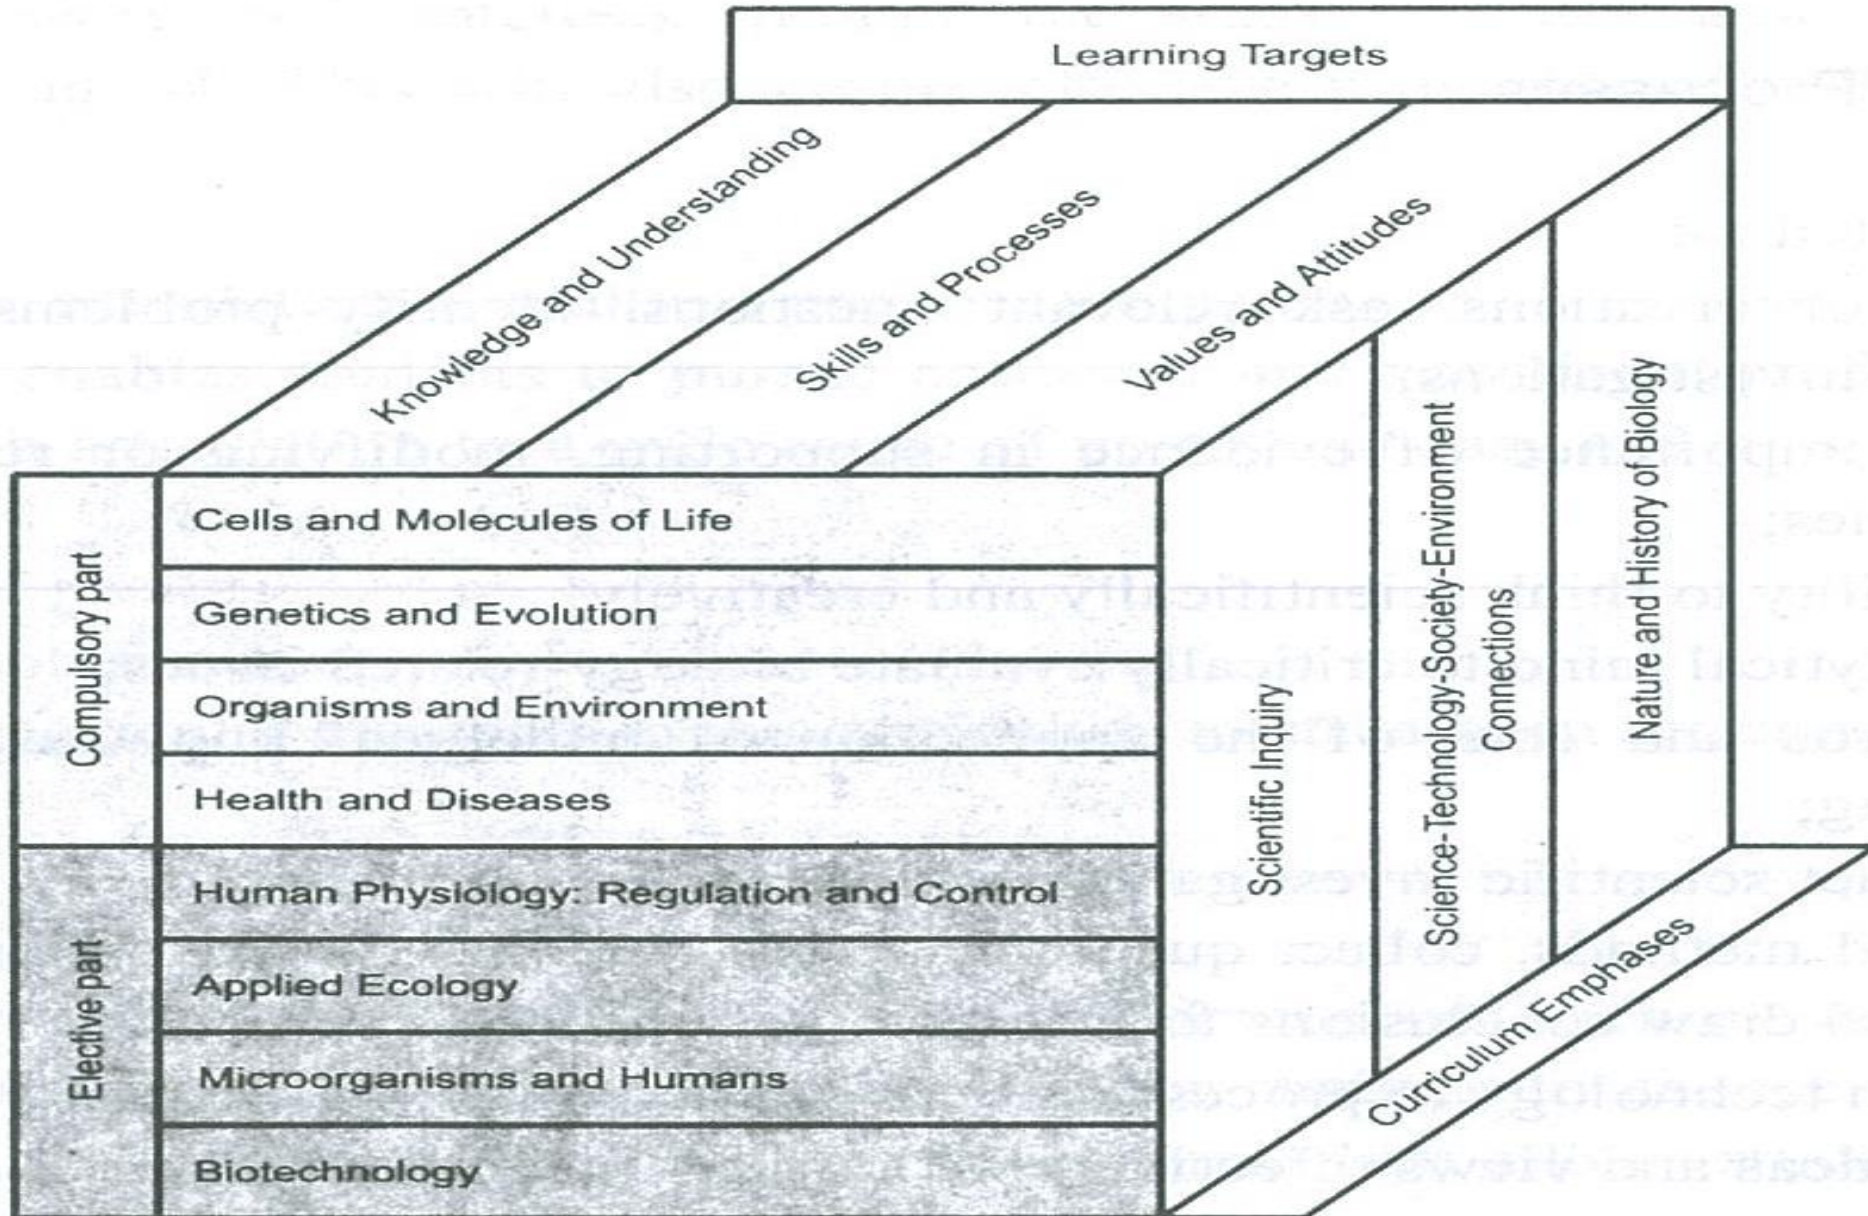 Learning Targets
Knowledge and Understanding
Skills and Processes
Values and Attitudes
Compulsory part
Cells and Molecules of Life
Genetics and Evolution
Organisms and Environment
Health and Diseases
Elective part
Human Physiology: Regulation and Control
Applied Ecology
Microorganisms and Humans
Biotechnology
Scientific Inquiry
Science-Technology-Society-Environment
Connections
Nature and History of Biology
Curriculum Emphases